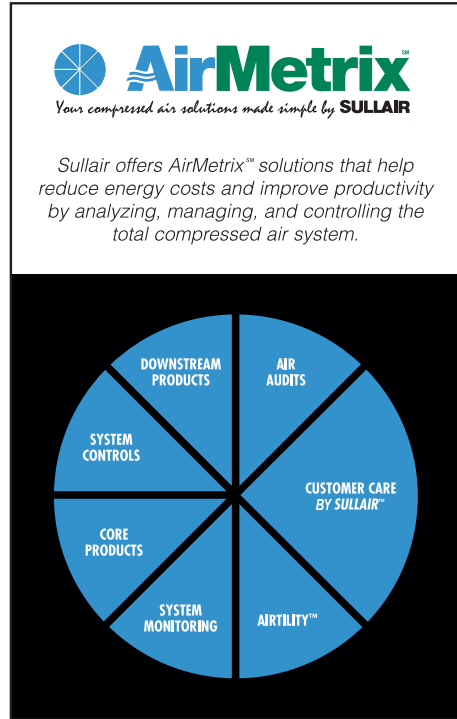 AirMetrix℠
Your compressed air solutions made simple by SULLAIR
Sullair offers AirMetrix℠ solutions that help
reduce energy costs and improve productivity
by analyzing, managing, and controlling the
total compressed air system.
DOWNSTREAM
PRODUCTS
AIR
AUDITS
SYSTEM
CONTROLS
CUSTOMER CARE
BY SULLAIR™
CORE
PRODUCTS
SYSTEM
MONITORING
AIRTILITY™